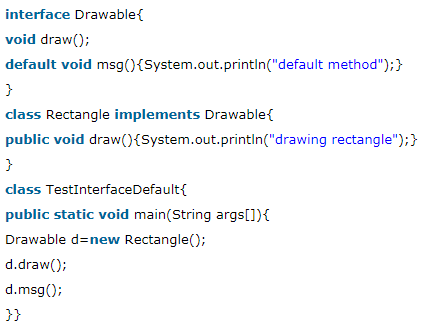 interface Drawable{
void draw();
default void msg(){System.out.println("default method");}
}
class Rectangle implements Drawable{
public void draw(){System.out.println("drawing rectangle");}
}
class TestInterfaceDefault{
public static void main(String args[]){
Drawable d=new Rectangle();
d.draw();
d.msg();
}}